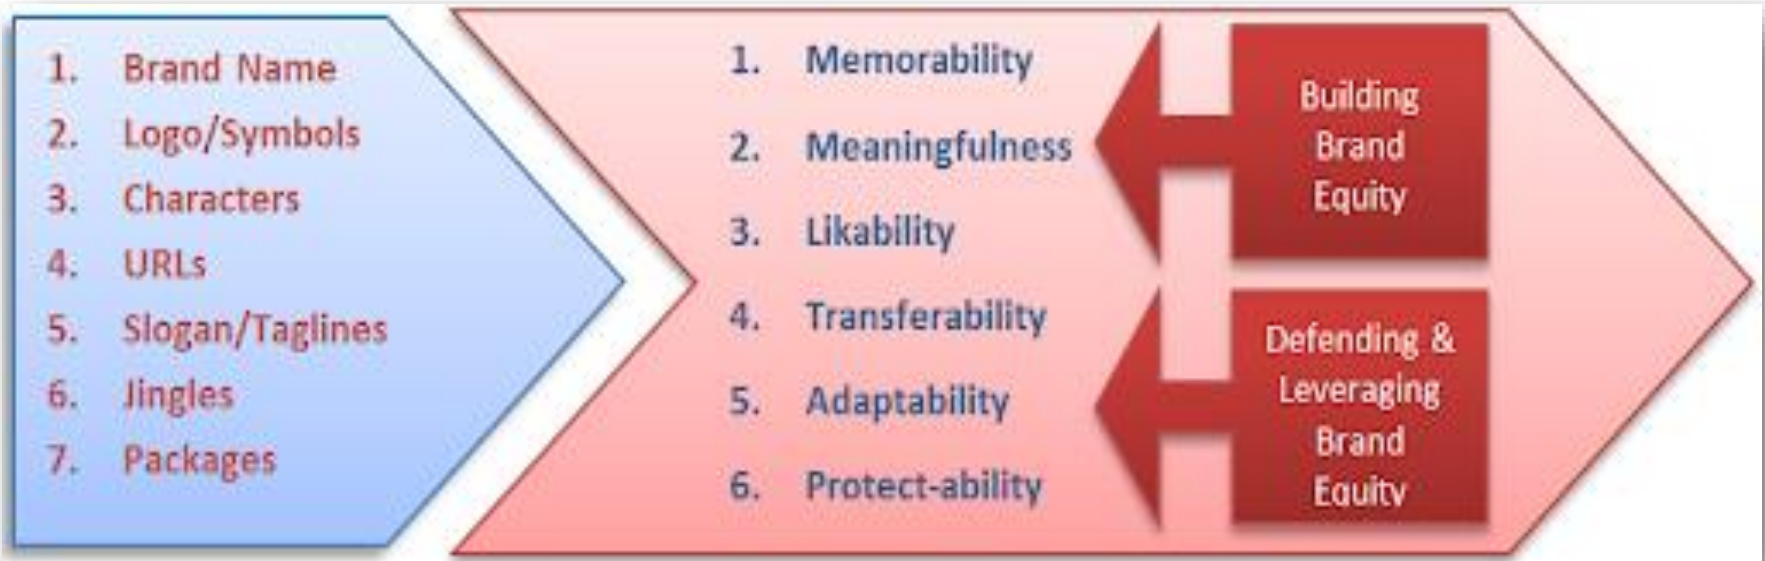 1. Brand Name
2. Logo/Symbols
3. Characters
4. URLs
5. Slogan/Taglines
6. Jingles
7. Packages
1. Memorability
2. Meaningfulness
3. Likability
4. Transferability
5. Adaptability
6. Protect-ability
Building
Brand
Equity
Defending &
Leveraging
Brand
Equity